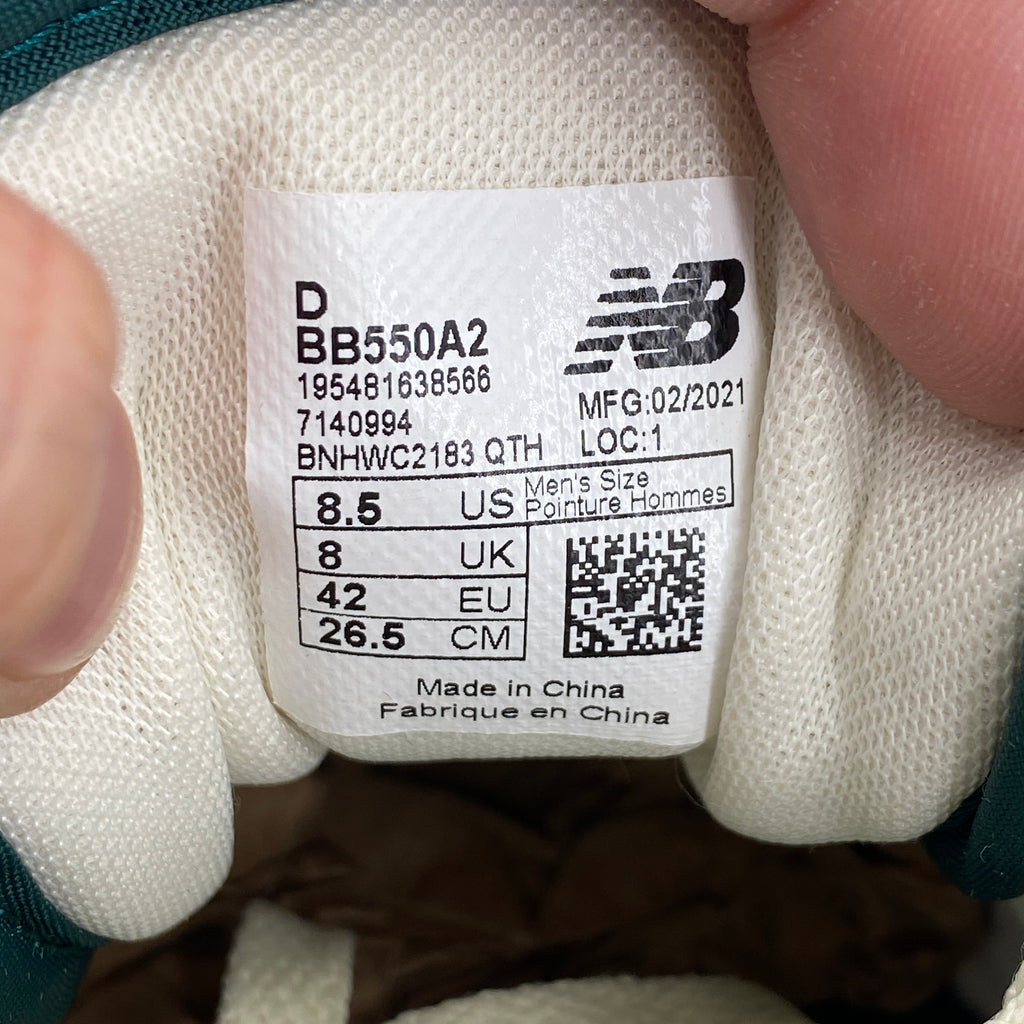 D
BB550A2
195481638566
7140994
BNHWC2183 QTH
NB
MFG:02/2021
LOC:1
8.5 US Men's Size
Pointure Hommes
8 UK
42 EU
26.5 CM
Made in China
Fabrique en China